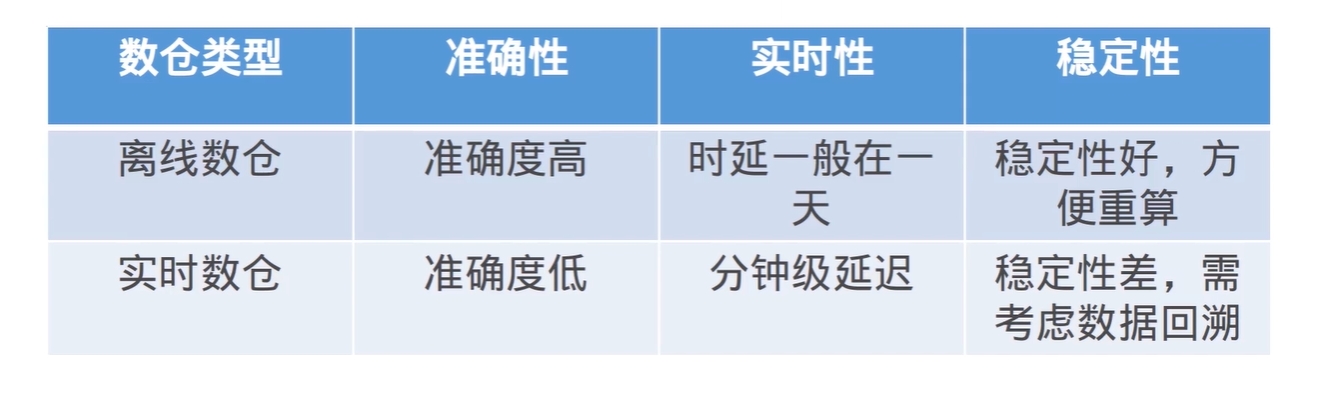 数仓类型 准确性 实时性 稳定性
离线数仓 准确度高 时延一般在一天 稳定性好，方便重算
实时数仓 准确度低 分钟级延迟 稳定性差，需考虑数据回溯